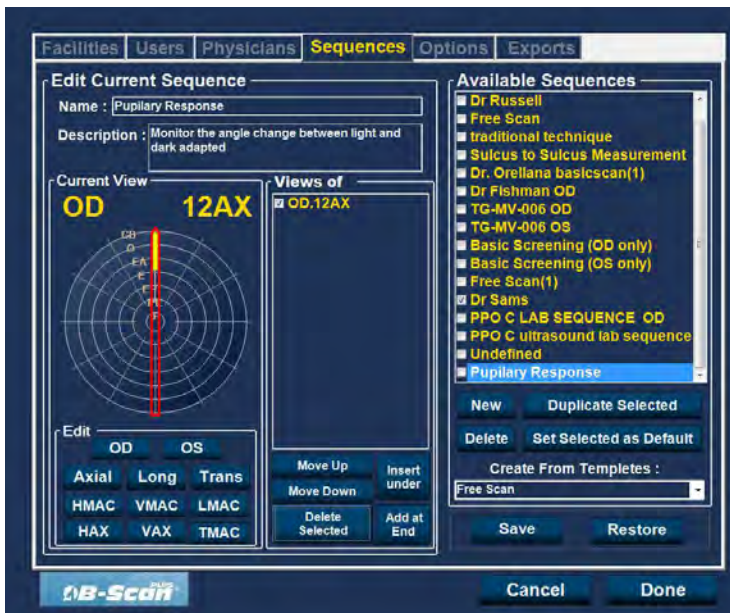 Facilities Users Physicians Sequences Options Exports
Edit Current Sequence
Name : Pupilary Response
Description : Monitor the angle change between light and
dark adapted
Current View
OD 12AX
CB
O
EA
E
E
PE
P
Edit
OD OS
Axial Long Trans
HMAC VMAC LMAC
HAX VAX TMAC
Views of
OD.12AX
Move Up
Move Down
Delete
Selected
Insert
under
Add at
End
Available Sequences
Dr Russell
Free Scan
traditional technique
Sulcus to Sulcus Measurement
Dr. Orellana basicscan(1)
Dr Fishman OD
TG-MV-006 OD
TG-MV-006 OS
Basic Screening (OD only)
Basic Screening (OS only)
Free Scan(1)
Dr Sams
PPO C LAB SEQUENCE OD
PPO C ultrasound lab sequence
Undefined
Pupilary Response
New Duplicate Selected
Delete Set Selected as Default
Create From Templetes :
Free Scan
Save Restore
B-Scan plus
Cancel Done